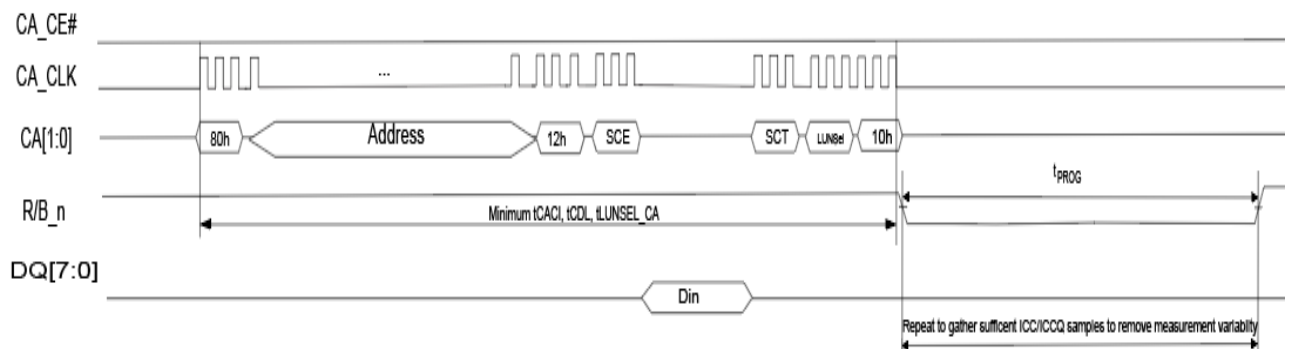 CA_CE#
CA_CLK
...
CA[1:0]
80h
Address
12h
SCE
SCT
LUNSel
10h
tPROG
R/B_n
Minimum tCACI, tCDL, tLUNSEL_CA
DQ[7:0]
Din
Repeat to gather sufficent ICC/ICCQ samples to remove measurement variablity